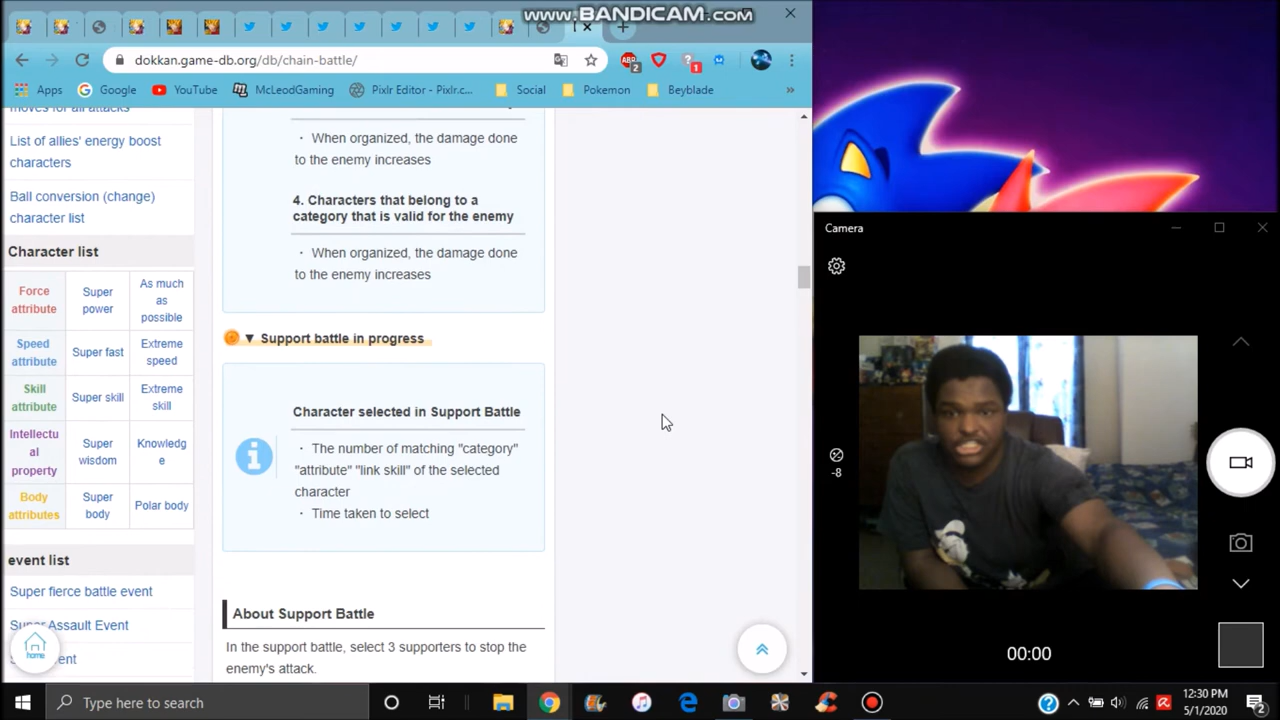 www.BANDICAM.com
dokkan.game-db.org/db/chain-battle/
2
1
Apps
Google
YouTube
McLeodGaming
Pixlr Editor - Pixlr.c...
Social
Pokemon
Beyblade
»
moves for all attacks
List of allies' energy boost
characters
Ball conversion (change)
character list
Character list
Force
attribute
Super
power
As much
as
possible
Speed
attribute
Super fast
Extreme
speed
Skill
attribute
Super skill
Extreme
skill
Intellectu
al
property
Super
wisdom
Knowledg
e
Body
attributes
Super
body
Polar body
event list
Super fierce battle event
Super Assault Event
home
・ When organized, the damage done
to the enemy increases
4. Characters that belong to a
category that is valid for the enemy
・ When organized, the damage done
to the enemy increases
▼ Support battle in progress
Character selected in Support Battle
・ The number of matching "category"
"attribute" "link skill" of the selected
character
・ Time taken to select
About Support Battle
In the support battle, select 3 supporters to stop the
enemy's attack.
Camera
-8
00:00
Type here to search
12:30 PM
5/1/2020
2